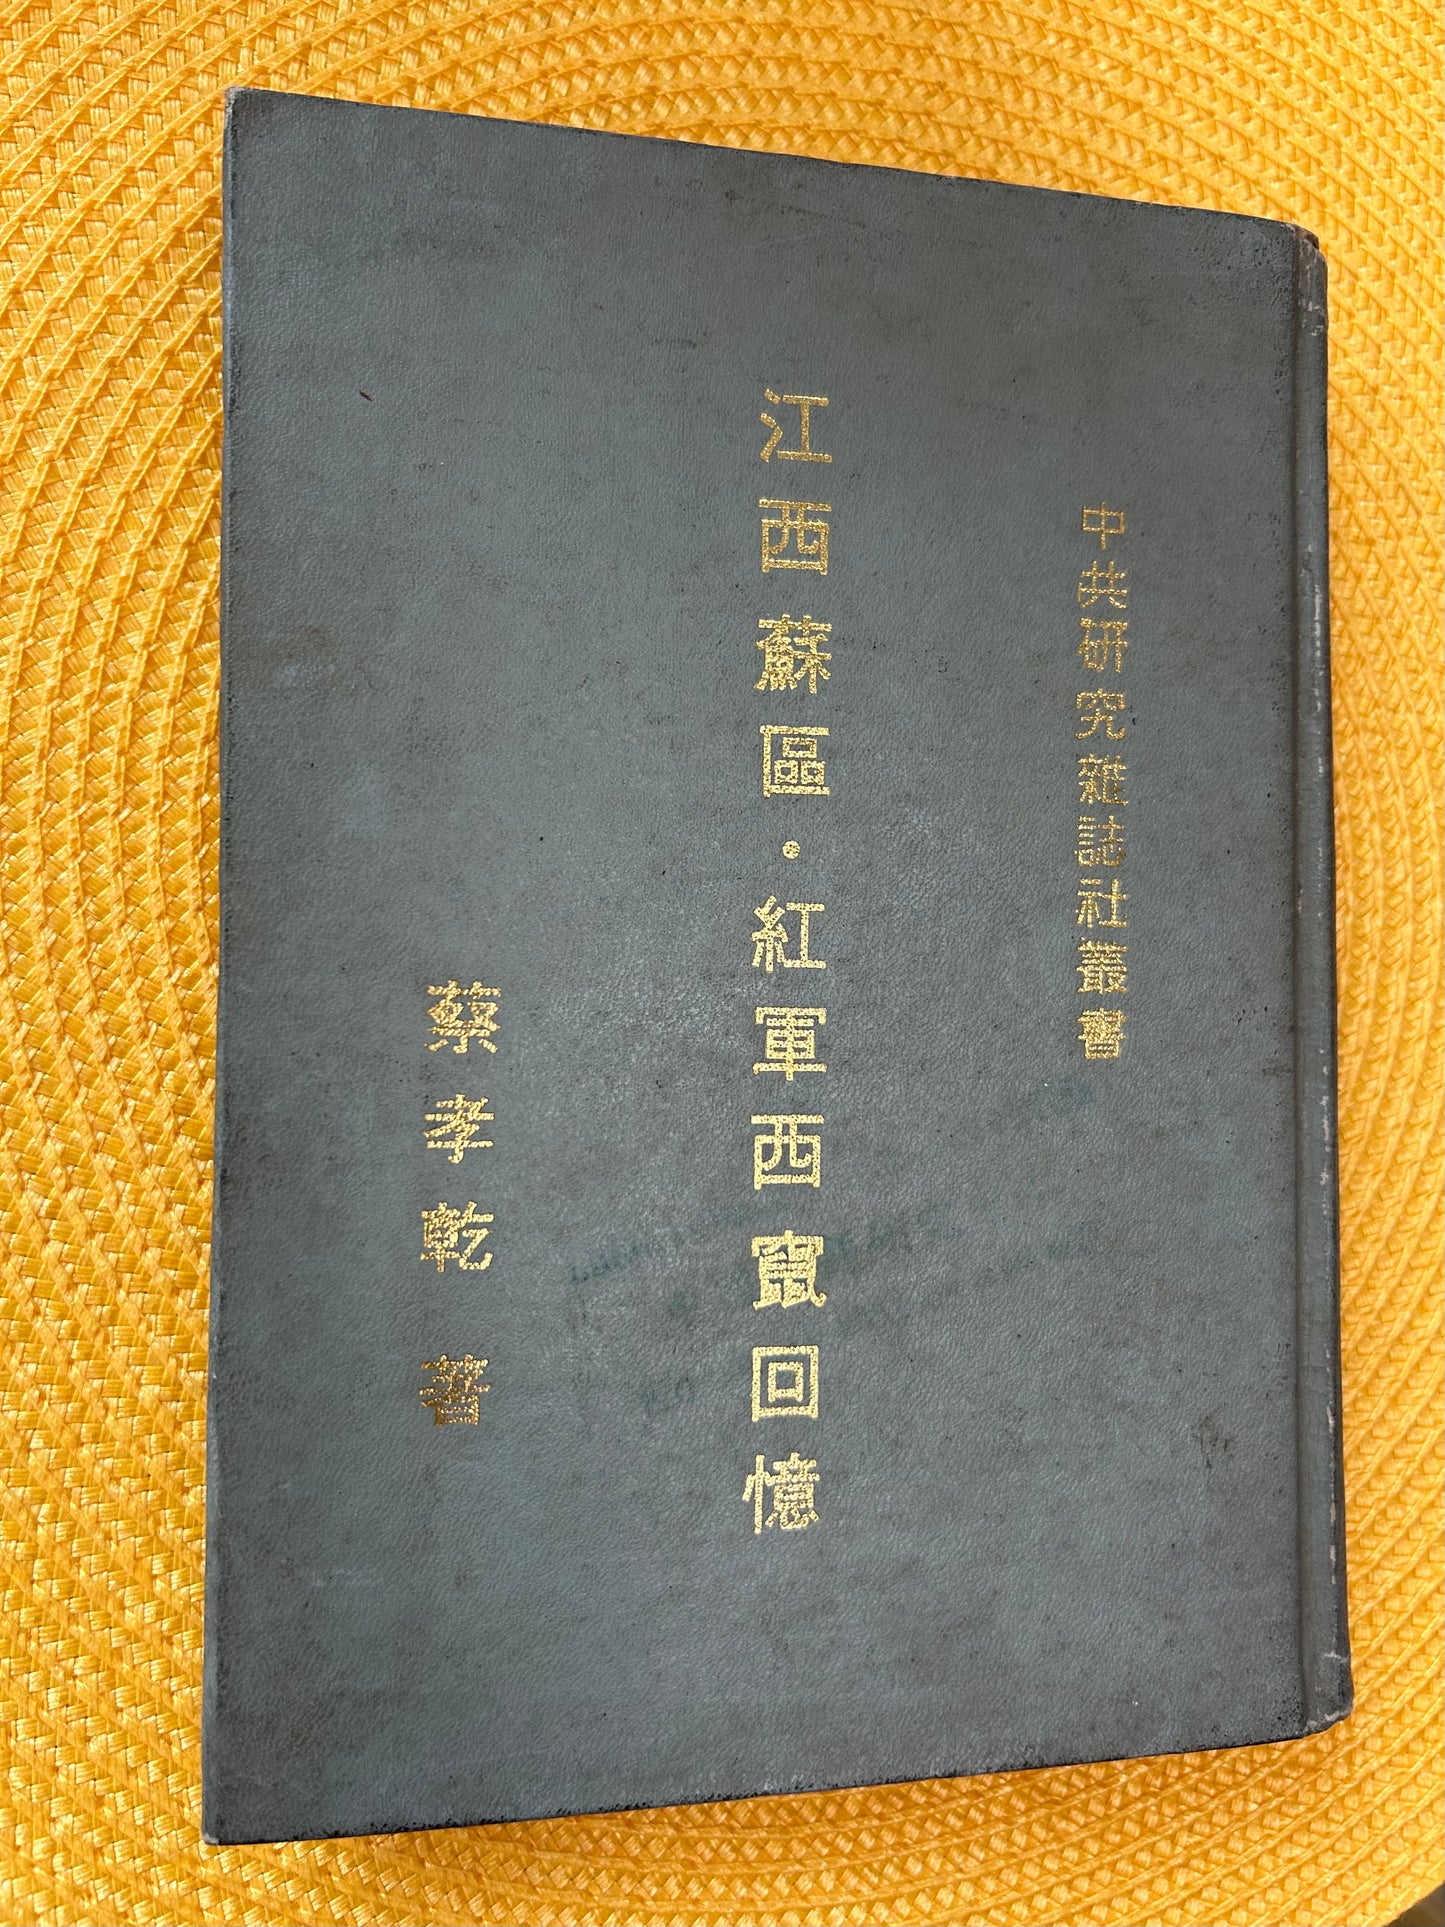 中共研究雜誌社叢書
江西蘇區·紅軍西竄回憶
蔡孝乾 著